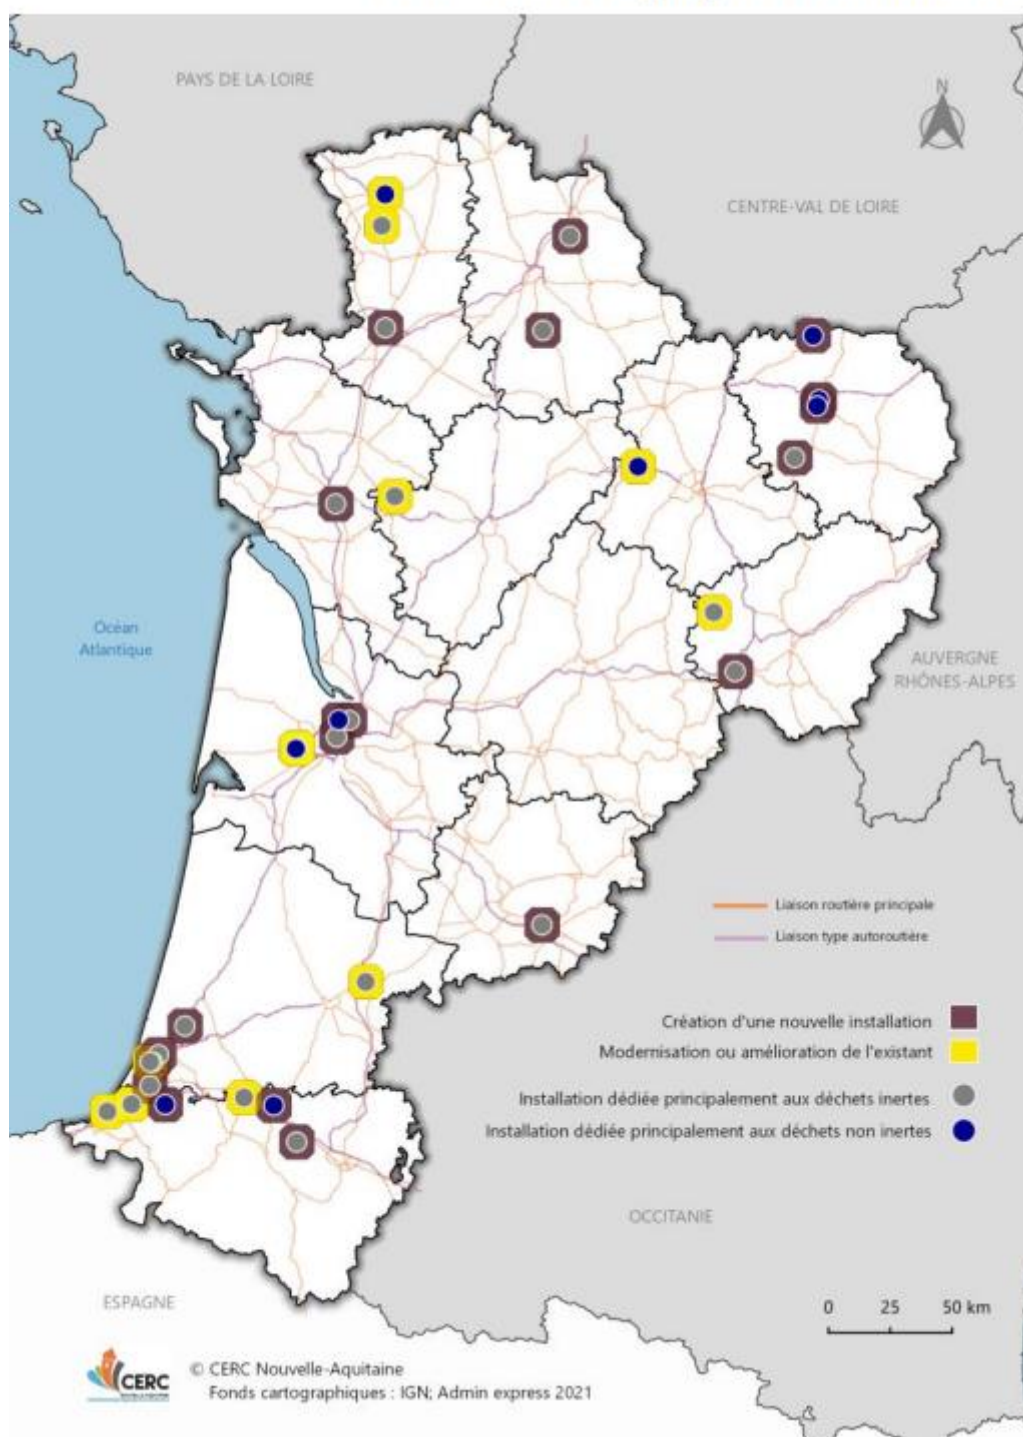 PAYS DE LA LOIRE
N
CENTRE-VAL DE LOIRE
Océan
Atlantique
AUVERGNE
RHÔNES-ALPES
Liaison routière principale
Liaison type autoroutière
Création d'une nouvelle installation
Modernisation ou amélioration de l'existant
Installation dédiée principalement aux déchets inertes
Installation dédiée principalement aux déchets non inertes
OCCITANIE
ESPAGNE
0 25 50 km
CERC
© CERC Nouvelle-Aquitaine
Fonds cartographiques : IGN; Admin express 2021